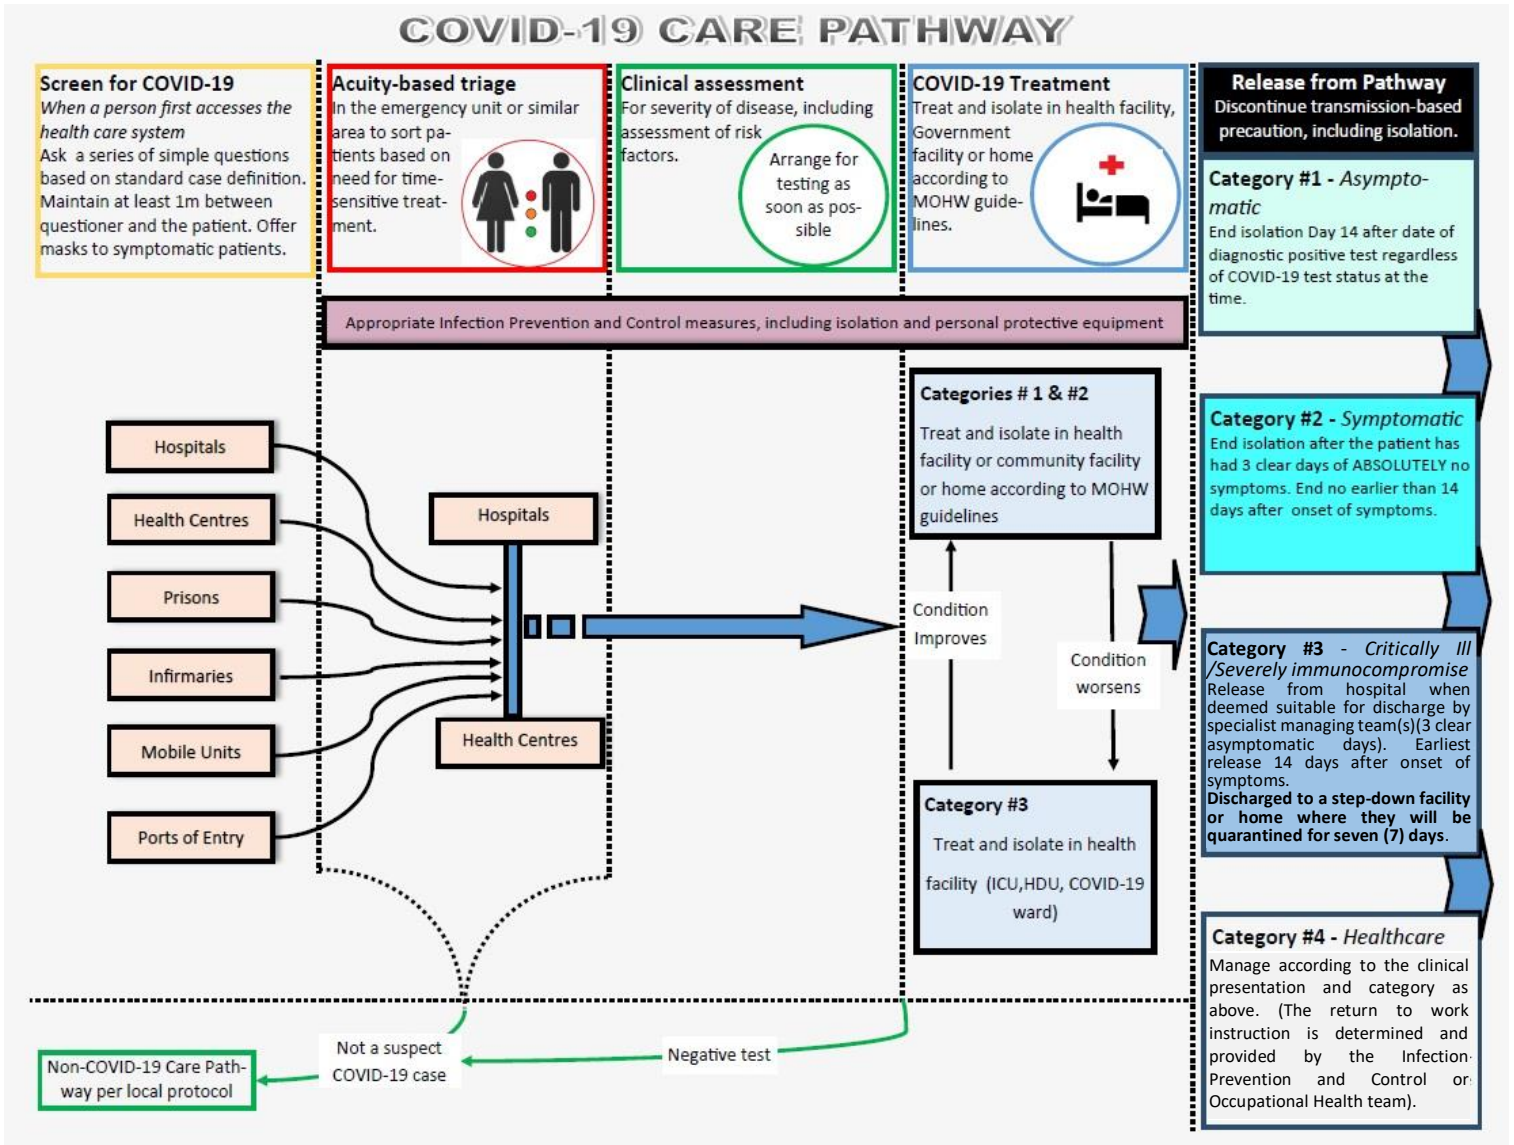 COVID-19 CARE PATHWAY
Screen for COVID-19
When a person first accesses the
health care system
Ask a series of simple questions
based on standard case definition.
Maintain at least 1m between
questioner and the patient. Offer
masks to symptomatic patients.
Acuity-based triage
In the emergency unit or similar
area to sort pa-
tients based on
need for time-
sensitive treat-
ment.
Clinical assessment
For severity of disease, including
assessment of risk
factors.
Arrange for
testing as
soon as pos-
sible
COVID-19 Treatment
Treat and isolate in health facility,
Government
facility or home
according to
MOHW guide-
lines.
Release from Pathway
Discontinue transmission-based
precaution, including isolation.
Category #1 - Asympto-
matic
End isolation Day 14 after date of
diagnostic positive test regardless
of COVID-19 test status at the
time.
Appropriate Infection Prevention and Control measures, including isolation and personal protective equipment
Hospitals
Health Centres
Prisons
Infirmaries
Mobile Units
Ports of Entry
Hospitals
Health Centres
Categories # 1 & #2
Treat and isolate in health
facility or community facility
or home according to MOHW
guidelines
Condition
Improves
Condition
worsens
Category #3
Treat and isolate in health
facility (ICU,HDU, COVID-19
ward)
Category #2 - Symptomatic
End isolation after the patient has
had 3 clear days of ABSOLUTELY no
symptoms. End no earlier than 14
days after onset of symptoms.
Category #3 - Critically Ill
/Severely immunocompromise
Release from hospital when
deemed suitable for discharge by
specialist managing team(s)(3 clear
asymptomatic days). Earliest
release 14 days after onset of
symptoms.
Discharged to a step-down facility
or home where they will be
quarantined for seven (7) days.
Category #4 - Healthcare
Manage according to the clinical
presentation and category as
above. (The return to work
instruction is determined and
provided by the Infection
Prevention and Control or
Occupational Health team).
Negative test
Not a suspect
COVID-19 case
Non-COVID-19 Care Path-
way per local protocol